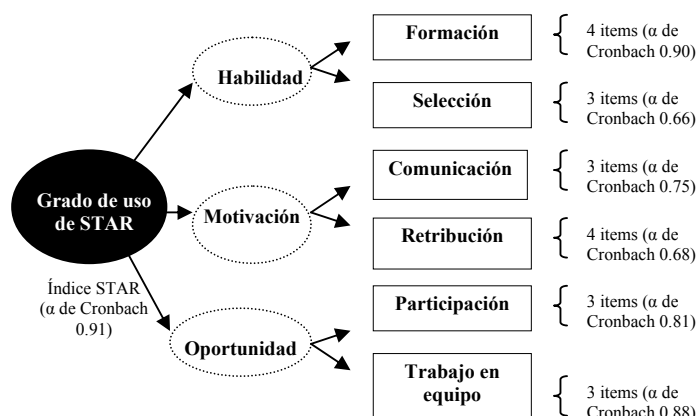 Grado de uso
de STAR
Índice STAR
(α de Cronbach
0.91)
Habilidad
Motivación
Oportunidad
Formación
4 items (α de
Cronbach 0.90)
Selección
3 items (α de
Cronbach 0.66)
Comunicación
3 items (α de
Cronbach 0.75)
Retribución
4 items (α de
Cronbach 0.68)
Participación
3 items (α de
Cronbach 0.81)
Trabajo en
equipo
3 items (α de
Cronbach 0.88)